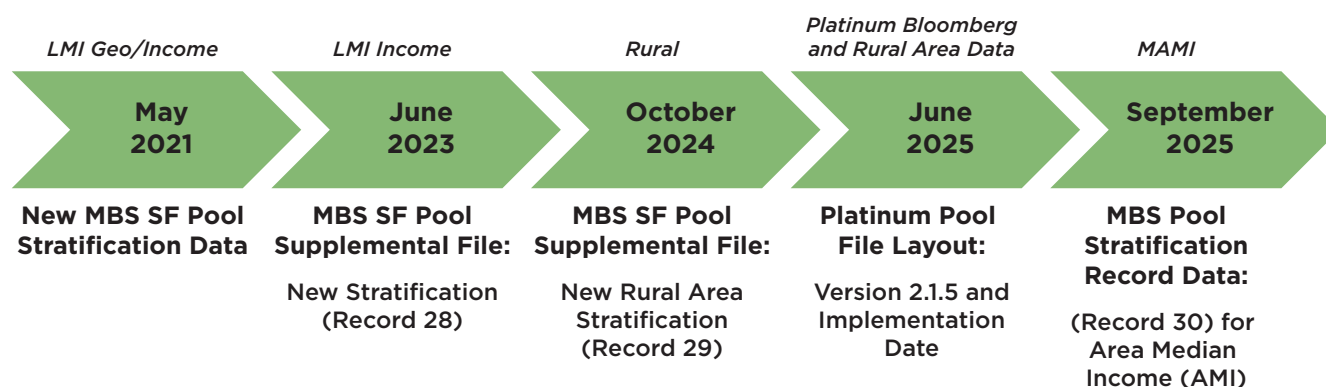 LMI Geo/Income
May
2021
New MBS SF Pool
Stratification Data
LMI Income
June
2023
MBS SF Pool
Supplemental File:
New Stratification
(Record 28)
Rural
October
2024
MBS SF Pool
Supplemental File:
New Rural Area
Stratification
(Record 29)
Platinum Bloomberg
and Rural Area Data
June
2025
Platinum Pool
File Layout:
Version 2.1.5 and
Implementation
Date
MAMI
September
2025
MBS Pool
Stratification
Record Data:
(Record 30) for
Area Median
Income (AMI)